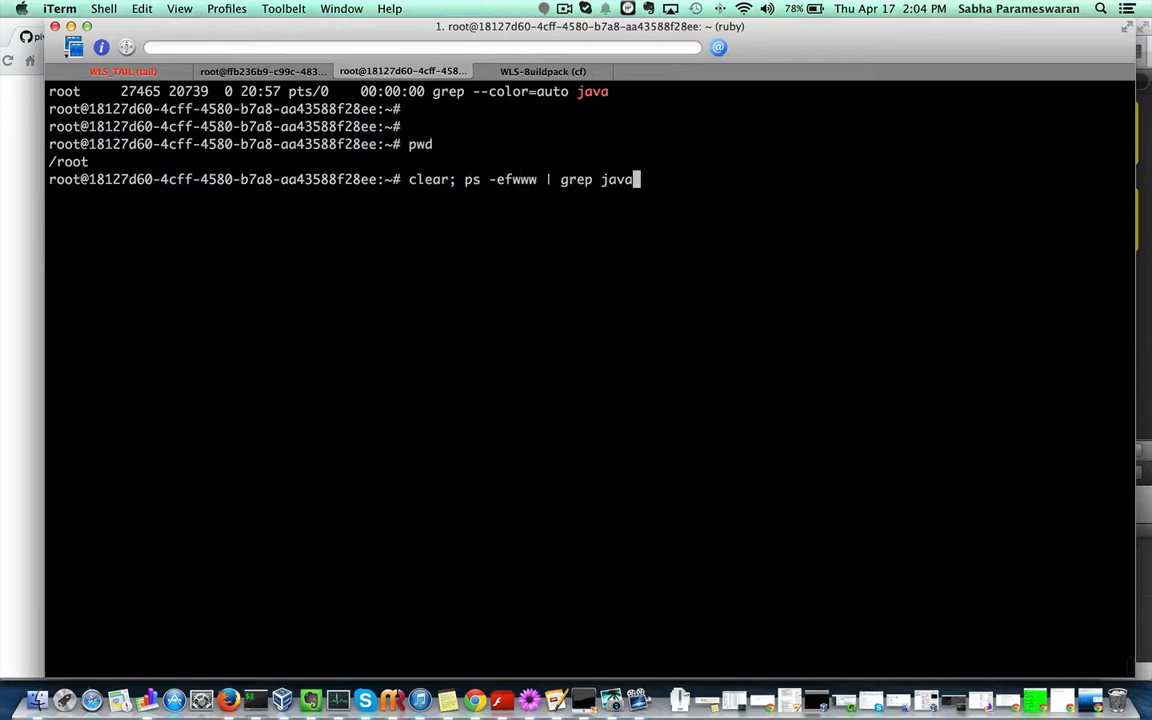 iTerm Shell Edit View Profiles Toolbelt Window Help 78% Thu Apr 17 2:04 PM Sabha Parameswaran
1. root@18127d60-4cff-4580-b7a8-aa43588f28ee: ~ (ruby)
WLS_TAIL (tail) root@ffb236b9-c99c-483... root@18127d60-4cff-458... WLS-Buildpack (cf)
root 27465 20739 0 20:57 pts/0 00:00:00 grep --color=auto java
root@18127d60-4cff-4580-b7a8-aa43588f28ee:~#
root@18127d60-4cff-4580-b7a8-aa43588f28ee:~#
root@18127d60-4cff-4580-b7a8-aa43588f28ee:~# pwd
/root
root@18127d60-4cff-4580-b7a8-aa43588f28ee:~# clear; ps -efwww | grep java